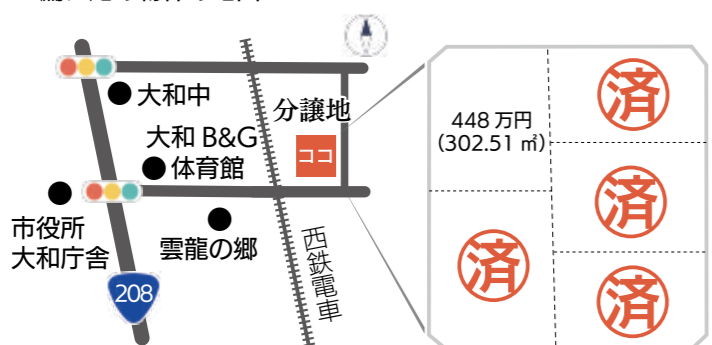 大和中
分譲地
ココ
大和 B&G
体育館
市役所
大和庁舎
雲龍の郷
西鉄電車
208
448 万円
(302.51 ㎡)
済
済
済
済